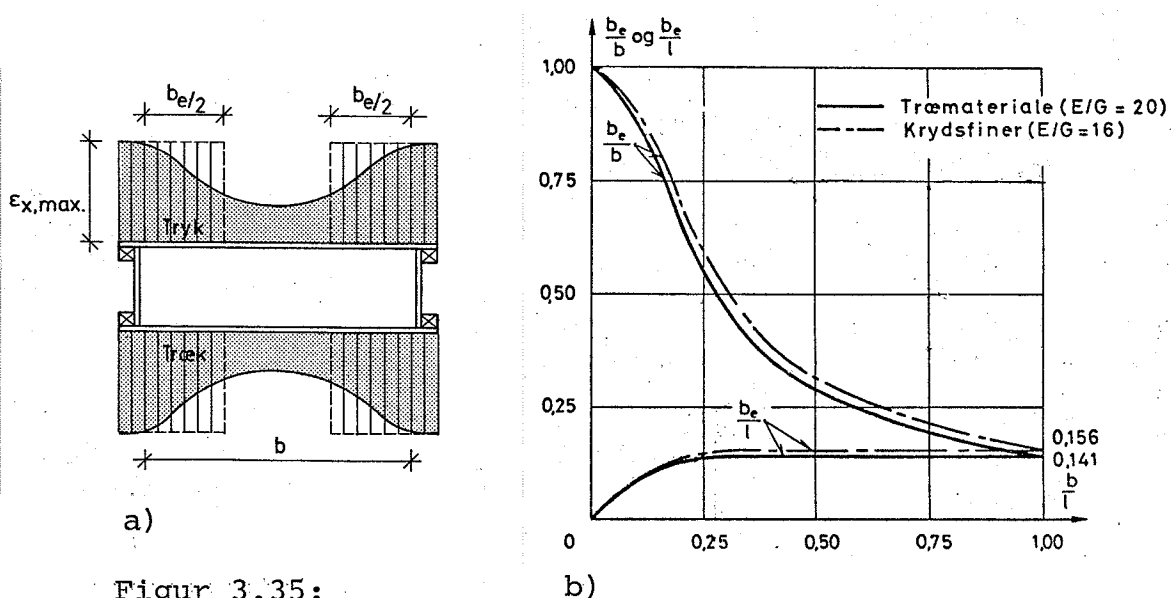 b_e/2
b_e/2
ε_x,max.
Tryk
Træk
b
a)
Figur 3.35:
b_e/b og b_e/l
1,00
0,75
0,50
0,25
0
0,25
0,50
0,75
1,00
Træmateriale (E/G = 20)
Krydsfiner (E/G = 16)
b_e/b
b_e/l
0,156
0,141
b/l
b)